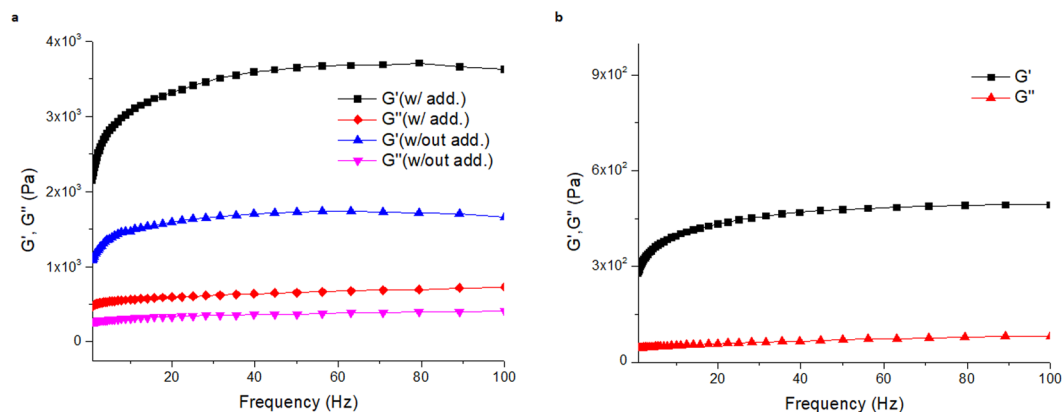 a
4x10³
3x10³
2x10³
1x10³
0
G', G'' (Pa)
G'(w/ add.)
G''(w/ add.)
G'(w/out add.)
G''(w/out add.)
20
40
60
80
100
Frequency (Hz)
b
9x10²
6x10²
3x10²
0
G',G'' (Pa)
G'
G''
20
40
60
80
100
Frequency (Hz)